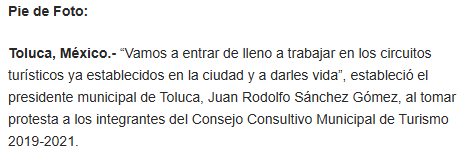 Pie de Foto:
Toluca, México.- “Vamos a entrar de lleno a trabajar en los circuitos
turísticos ya establecidos en la ciudad y a darles vida”, estableció el
presidente municipal de Toluca, Juan Rodolfo Sánchez Gómez, al tomar
protesta a los integrantes del Consejo Consultivo Municipal de Turismo
2019-2021.